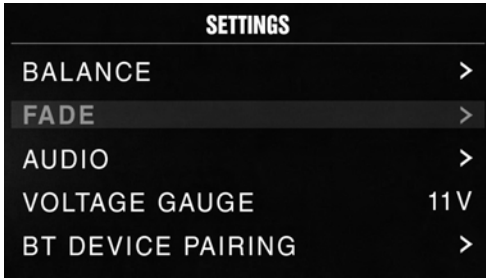 SETTINGS
BALANCE >
FADE >
AUDIO >
VOLTAGE GAUGE 11V
BT DEVICE PAIRING >